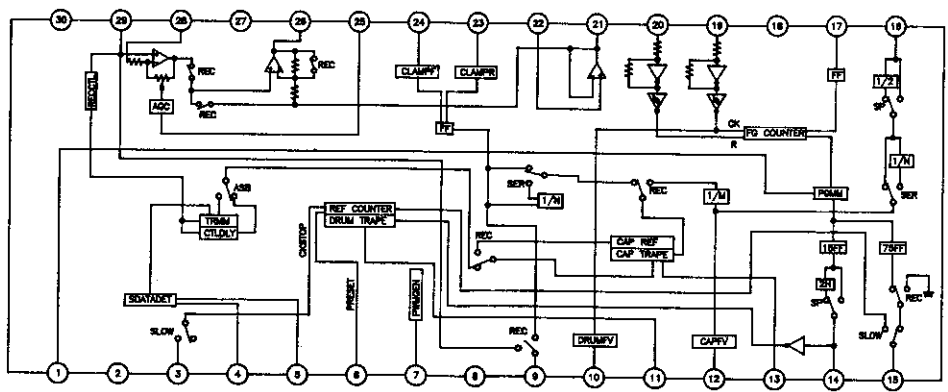 30 29 28 27 26 25 24 23 22 21 20 19 18 17 16
RECCTL
REC
AGC
REC
REC
CLAMPF
CLAMPR
FF
CK
R
FG COUNTER
FF
1/2
SP
1/N
SER
ASB
TRMM
CTLDLY
CKSTOP
REF COUNTER
DRUM TRAPE
SER
1/N
REC
1/M
PGMM
REC
CAP REF
CAP TRAPE
15FF
75FF
2H
SP
REC
SDATADET
SLOW
PRESET
PWMGEN
REC
DRUMFV
CAPFV
SLOW
1 2 3 4 5 6 7 8 9 10 11 12 13 14 15